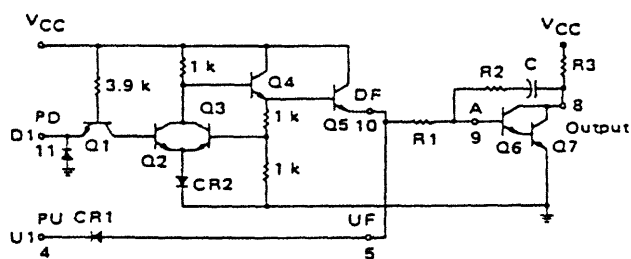 VCC
VCC
1 k
Q4
R2
C
R3
3.9 k
DF
8
PD
Q3
A
D1
11
Q1
Q2
1 k
Q5
10
R1
9
Q6
Q7
Output
CR2
1 k
PU
CR1
UF
U1
4
5